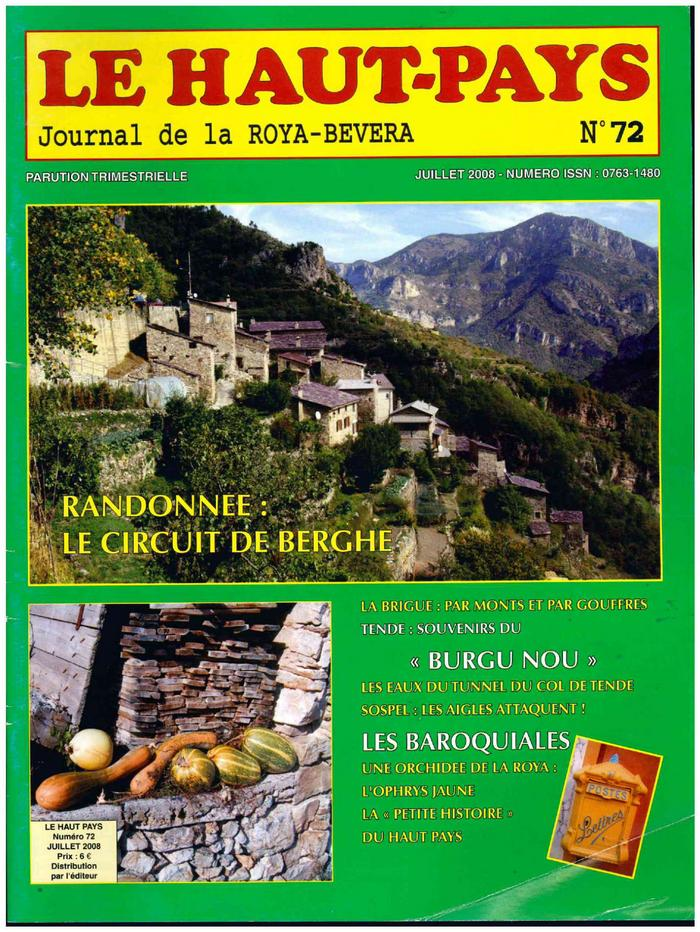 LE HAUT-PAYS
Journal de la ROYA-BEVERA
N° 72
PARUTION TRIMESTRIELLE
JUILLET 2008 - NUMERO ISSN : 0763-1480
RANDONNEE :
LE CIRCUIT DE BERGHE
LA BRIGUE : PAR MONTS ET PAR GOUFFRES
TENDE : SOUVENIRS DU
« BURGU NOU »
LES EAUX DU TUNNEL DU COL DE TENDE
SOSPEL : LES AIGLES ATTAQUENT !
LES BAROQUIALES
UNE ORCHIDEE DE LA ROYA :
L'OPHRYS JAUNE
LA « PETITE HISTOIRE »
DU HAUT PAYS
POSTES
Lettres
LE HAUT PAYS
Numéro 72
JUILLET 2008
Prix : 6 €
Distribution
par l'éditeur